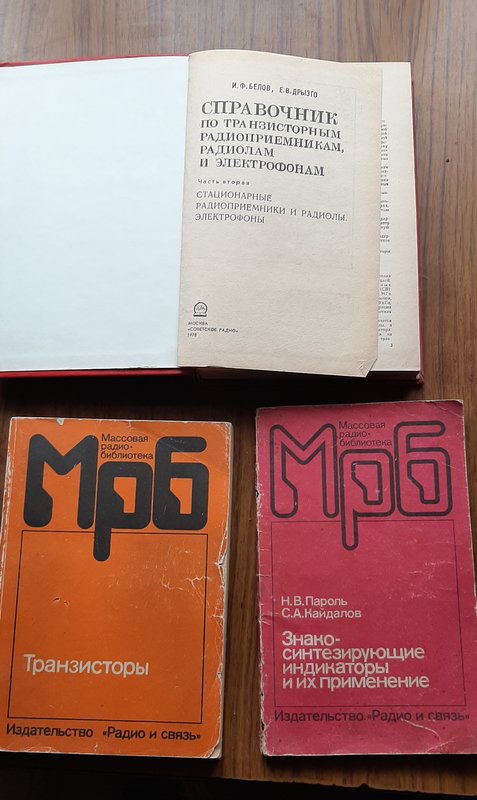 И.Ф.БЕЛОВ, Е.В.ДРЫЗГО
СПРАВОЧНИК
ПО ТРАНЗИСТОРНЫМ
РАДИОПРИЕМНИКАМ,
РАДИОЛАМ
И ЭЛЕКТРОФОНАМ
Часть вторая
СТАЦИОНАРНЫЕ
РАДИОПРИЕМНИКИ И РАДИОЛЫ.
ЭЛЕКТРОФОНЫ
МОСКВА
«СОВЕТСКОЕ РАДИО»
1978
3
Массовая
радио-
библиотека
МРБ
Транзисторы
Издательство «Радио и связь»
Массовая
радио-
библиотека
МРБ
Н.В.Пароль
С.А.Кайдалов
Знако-
синтезирующие
индикаторы
и их применение
Издательство «Радио и связь»